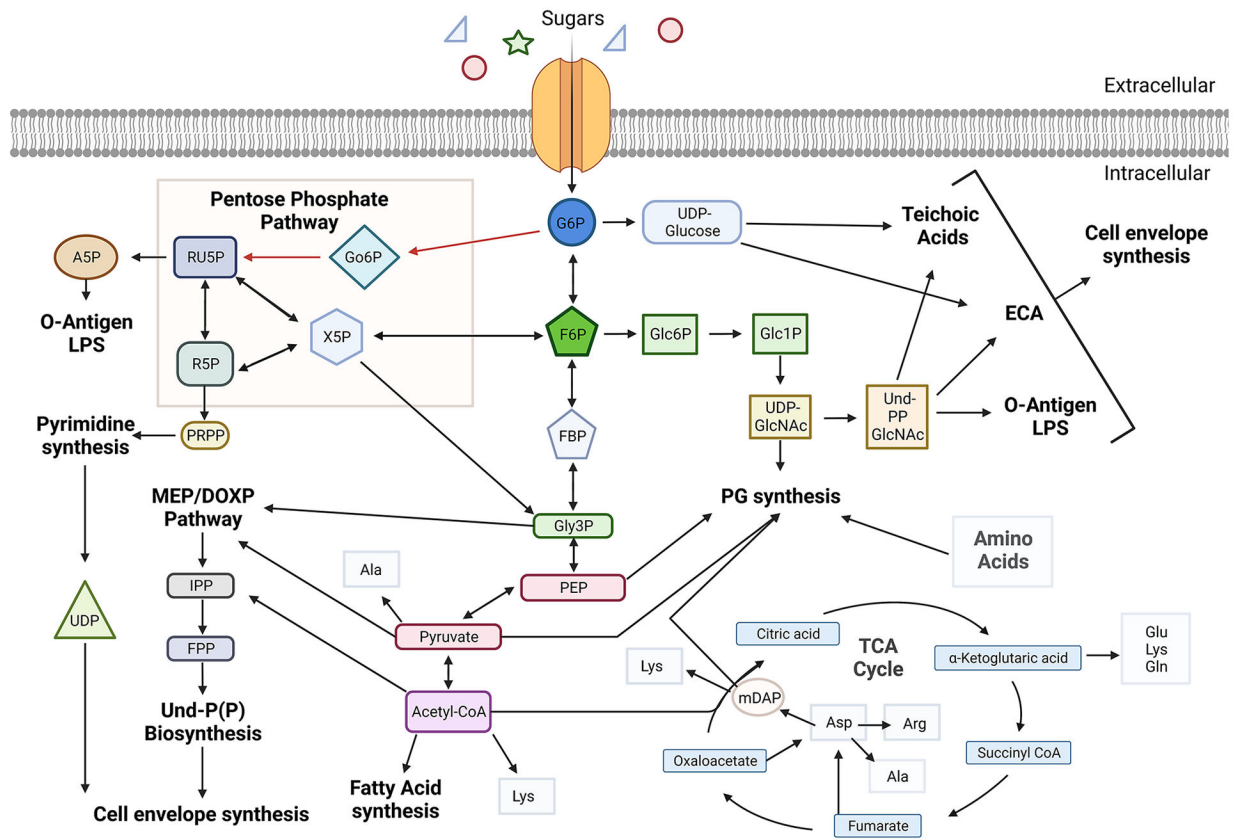 Sugars
Extracellular
Intracellular
Pentose Phosphate
Pathway
G6P
UDP-
Glucose
Teichoic
Acids
Cell envelope
synthesis
A5P
RU5P
Go6P
O-Antigen
LPS
X5P
F6P
Glc6P
Glc1P
ECA
R5P
Pyrimidine
synthesis
PRPP
FBP
UDP-
GlcNAc
Und-
PP
GlcNAc
O-Antigen
LPS
MEP/DOXP
Pathway
PG synthesis
Gly3P
Amino
Acids
Ala
IPP
PEP
UDP
FPP
Pyruvate
Citric acid
TCA
Cycle
α-Ketoglutaric acid
Glu
Lys
Gln
Lys
mDAP
Und-P(P)
Biosynthesis
Acetyl-CoA
Asp
Arg
Oxaloacetate
Succinyl CoA
Ala
Fatty Acid
synthesis
Lys
Cell envelope synthesis
Fumarate